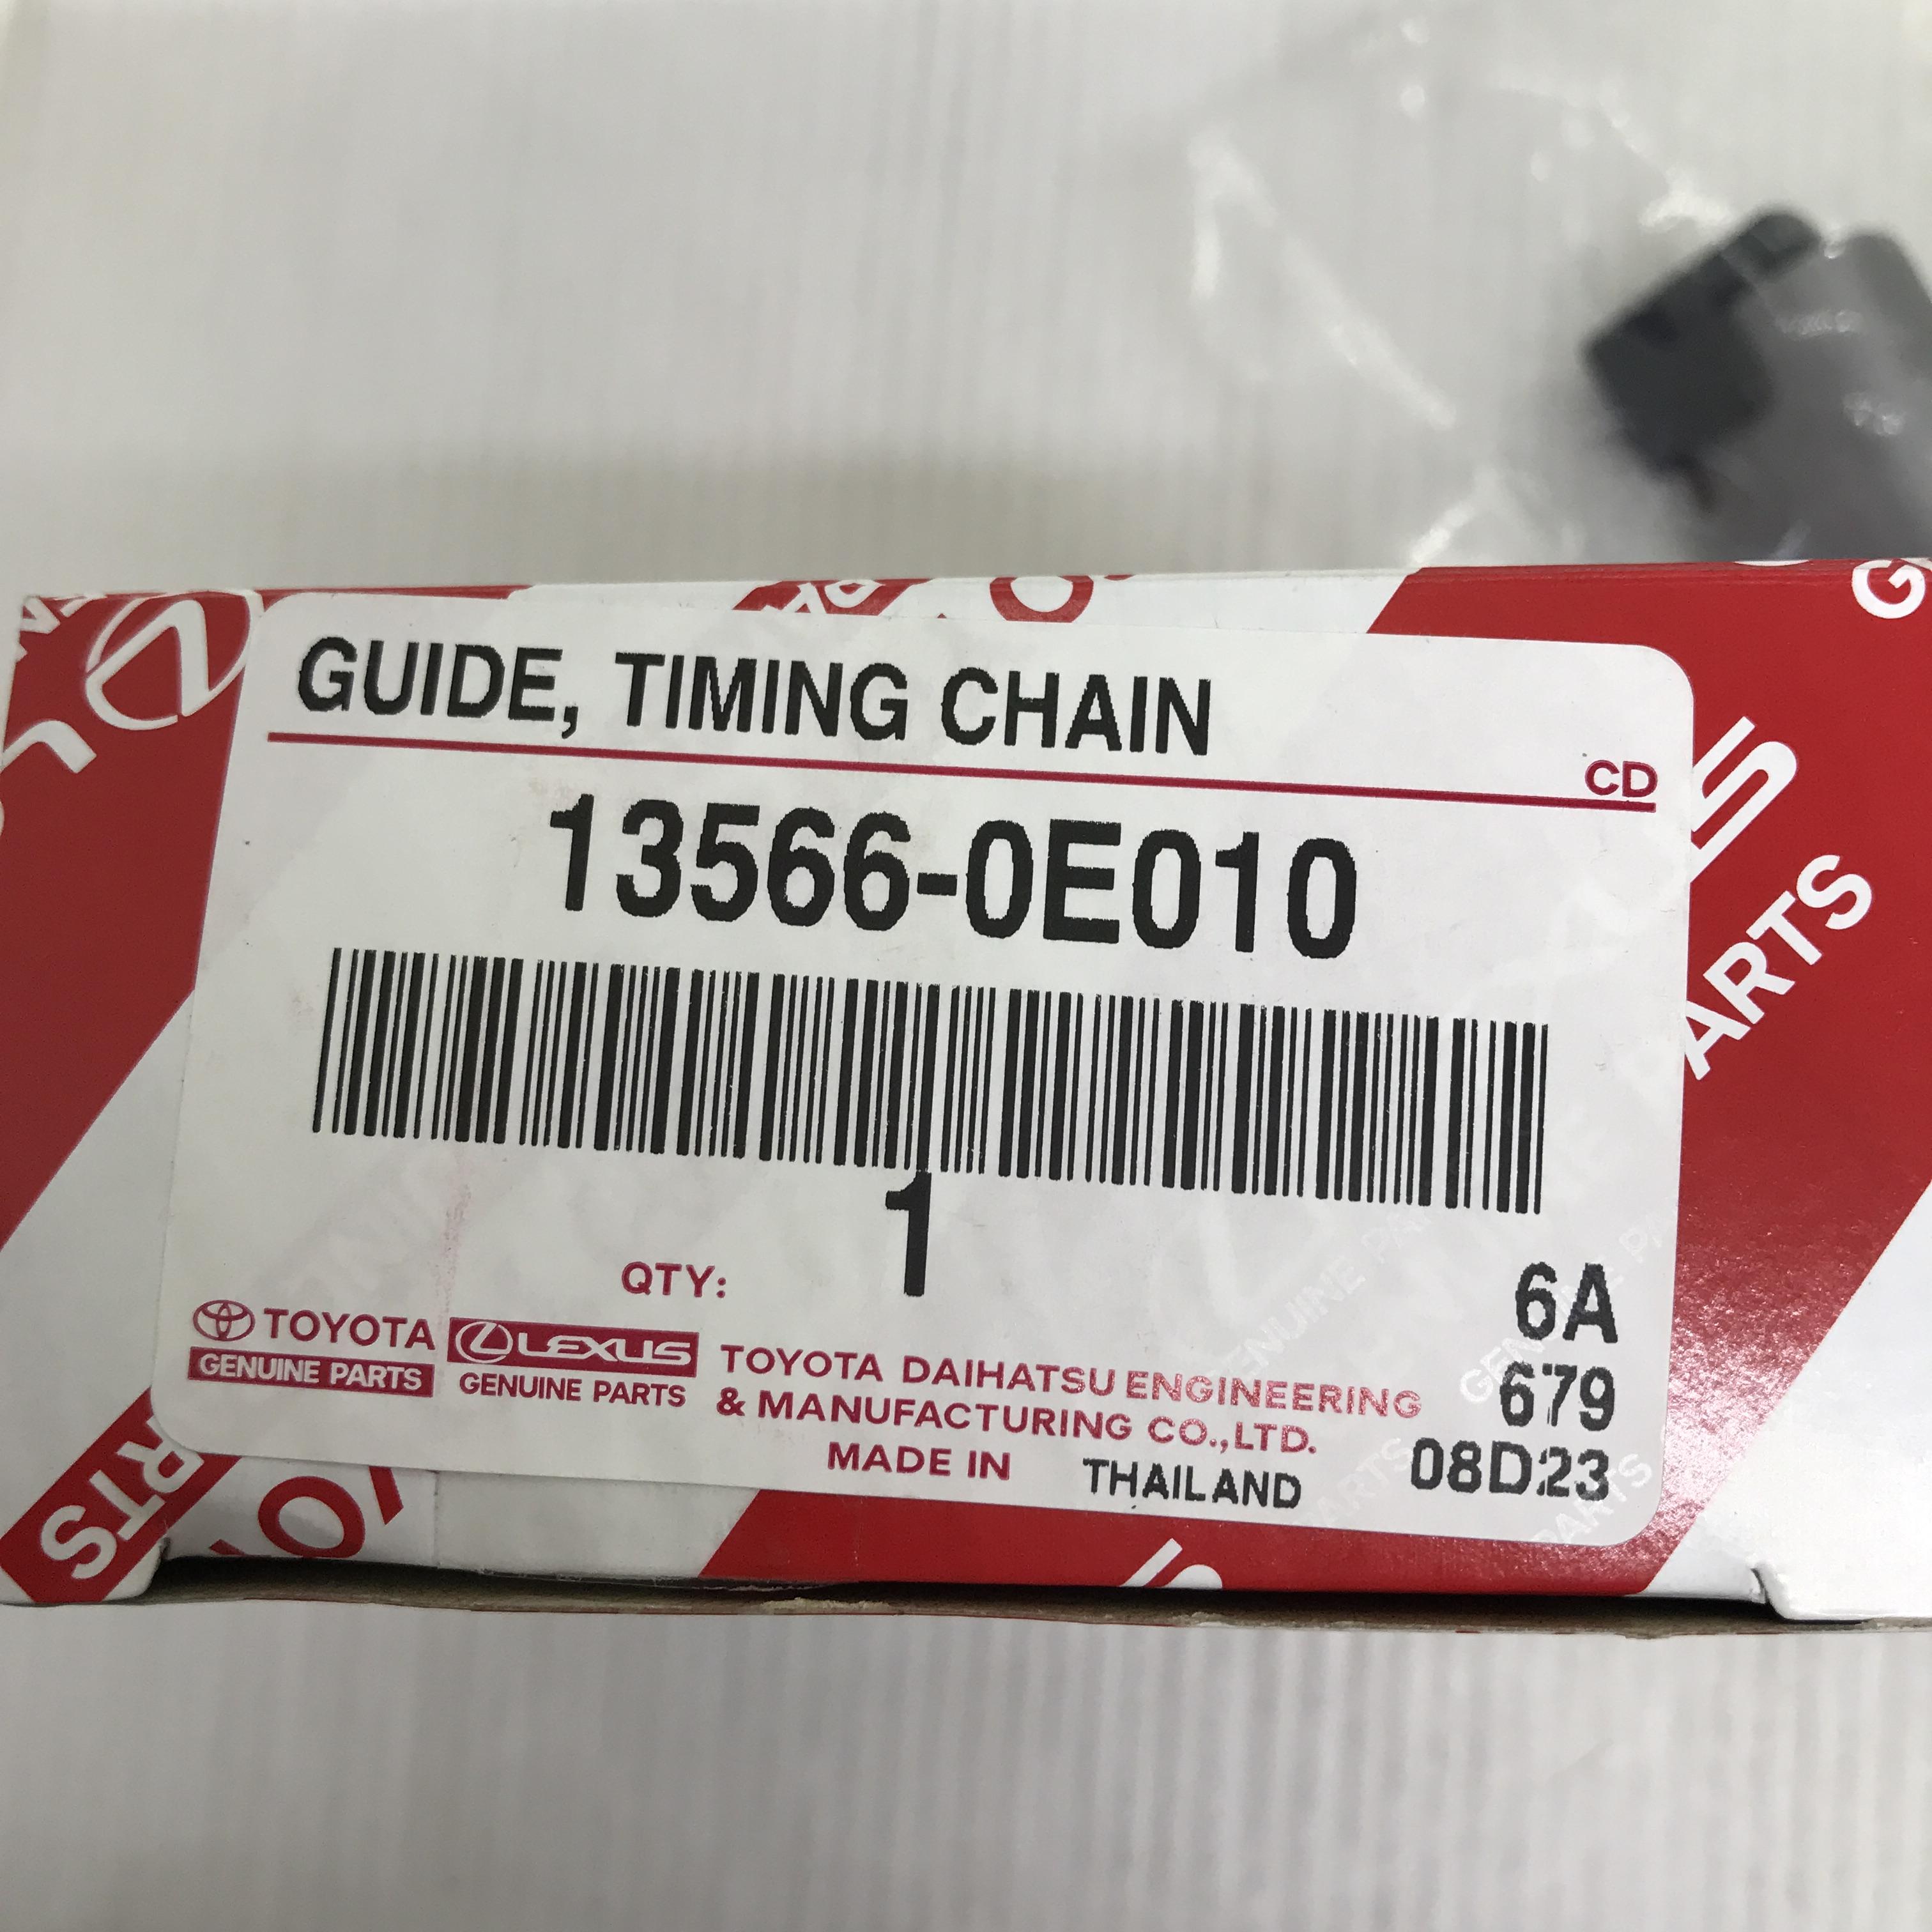 GUIDE, TIMING CHAIN
CD
13566-0E010
1
QTY:
6A
TOYOTA
GENUINE PARTS
LEXUS
GENUINE PARTS
TOYOTA DAIHATSU ENGINEERING
& MANUFACTURING CO.,LTD.
679
MADE IN THAILAND
08D23
PARTS